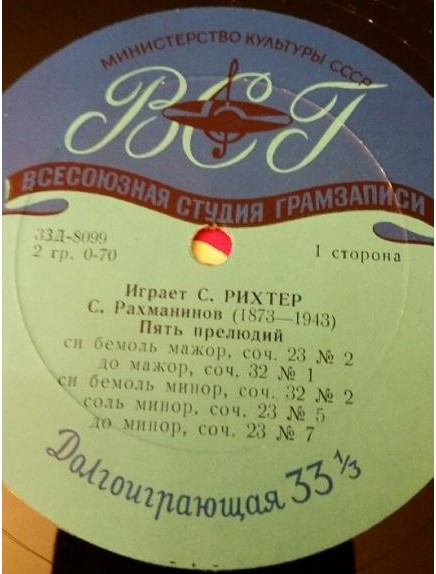 МИНИСТЕРСТВО КУЛЬТУРЫ СССР
ВСГ
ВСЕСОЮЗНАЯ СТУДИЯ ГРАМЗАПИСИ
33Д-8099
2 гр. 0-70
1 сторона
Играет С. РИХТЕР
С. Рахманинов (1873—1943)
Пять прелюдий
си бемоль мажор, соч. 23 № 2
до мажор, соч. 32 № 1
си бемоль минор, соч. 32 № 2
соль минор, соч. 23 № 5
до минор, соч. 23 № 7
Долгоиграющая 33 1/3